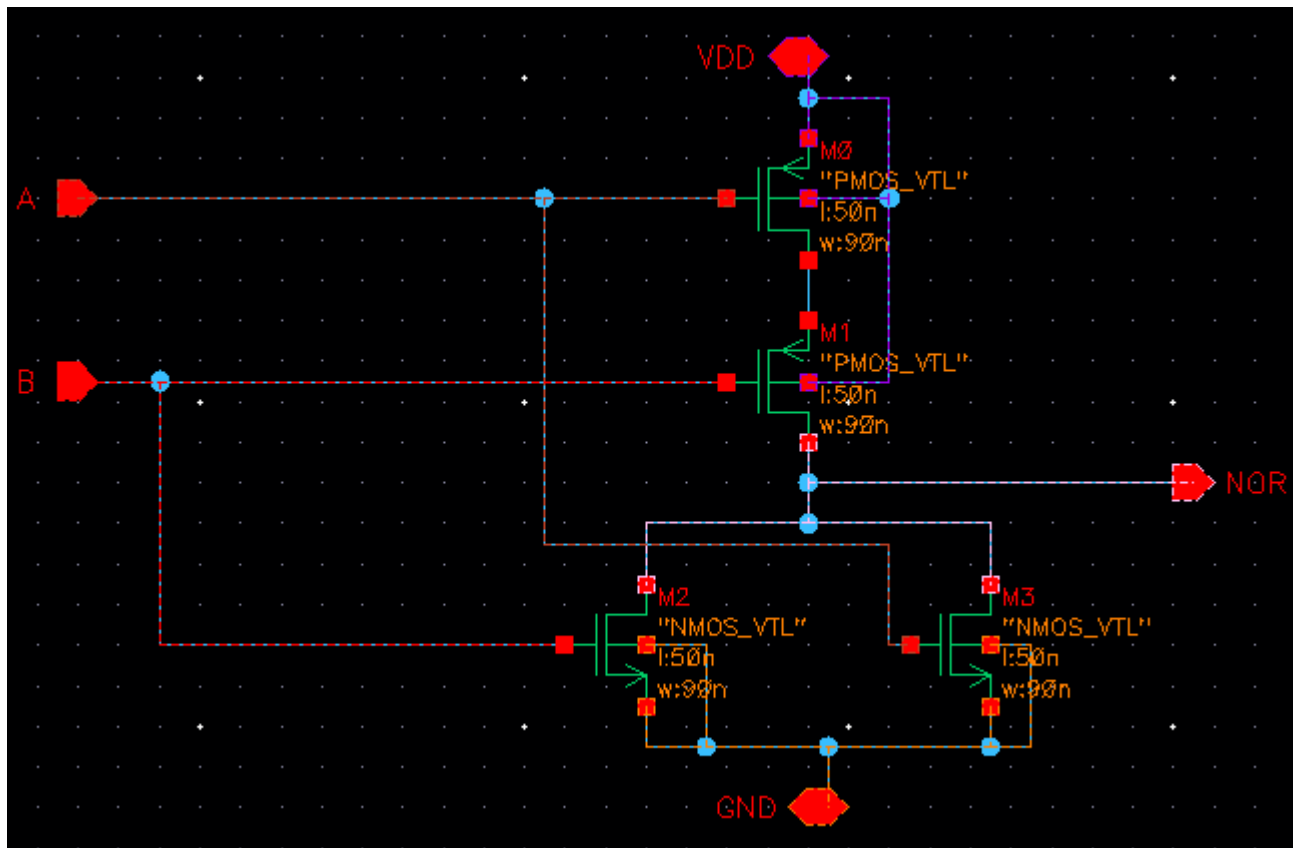 VDD
M0
"PMOS_VTL"
l:50n
w:90n
A
M1
"PMOS_VTL"
l:50n
w:90n
B
NOR
M2
"NMOS_VTL"
l:50n
w:90n
M3
"NMOS_VTL"
l:50n
w:90n
GND